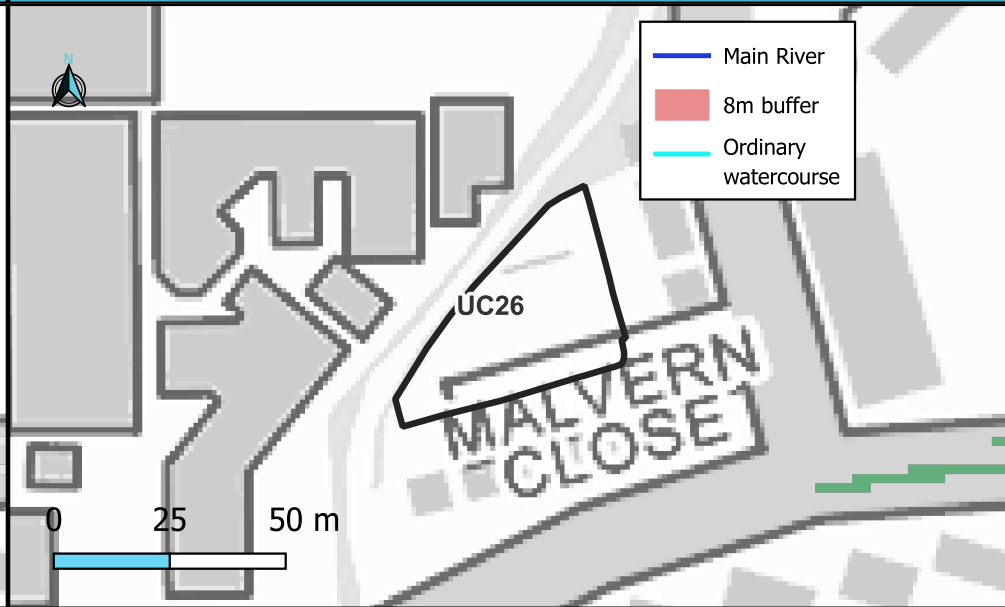 N
Main River
8m buffer
Ordinary
watercourse
UC26
MALVERN
CLOSE
0 25 50 m